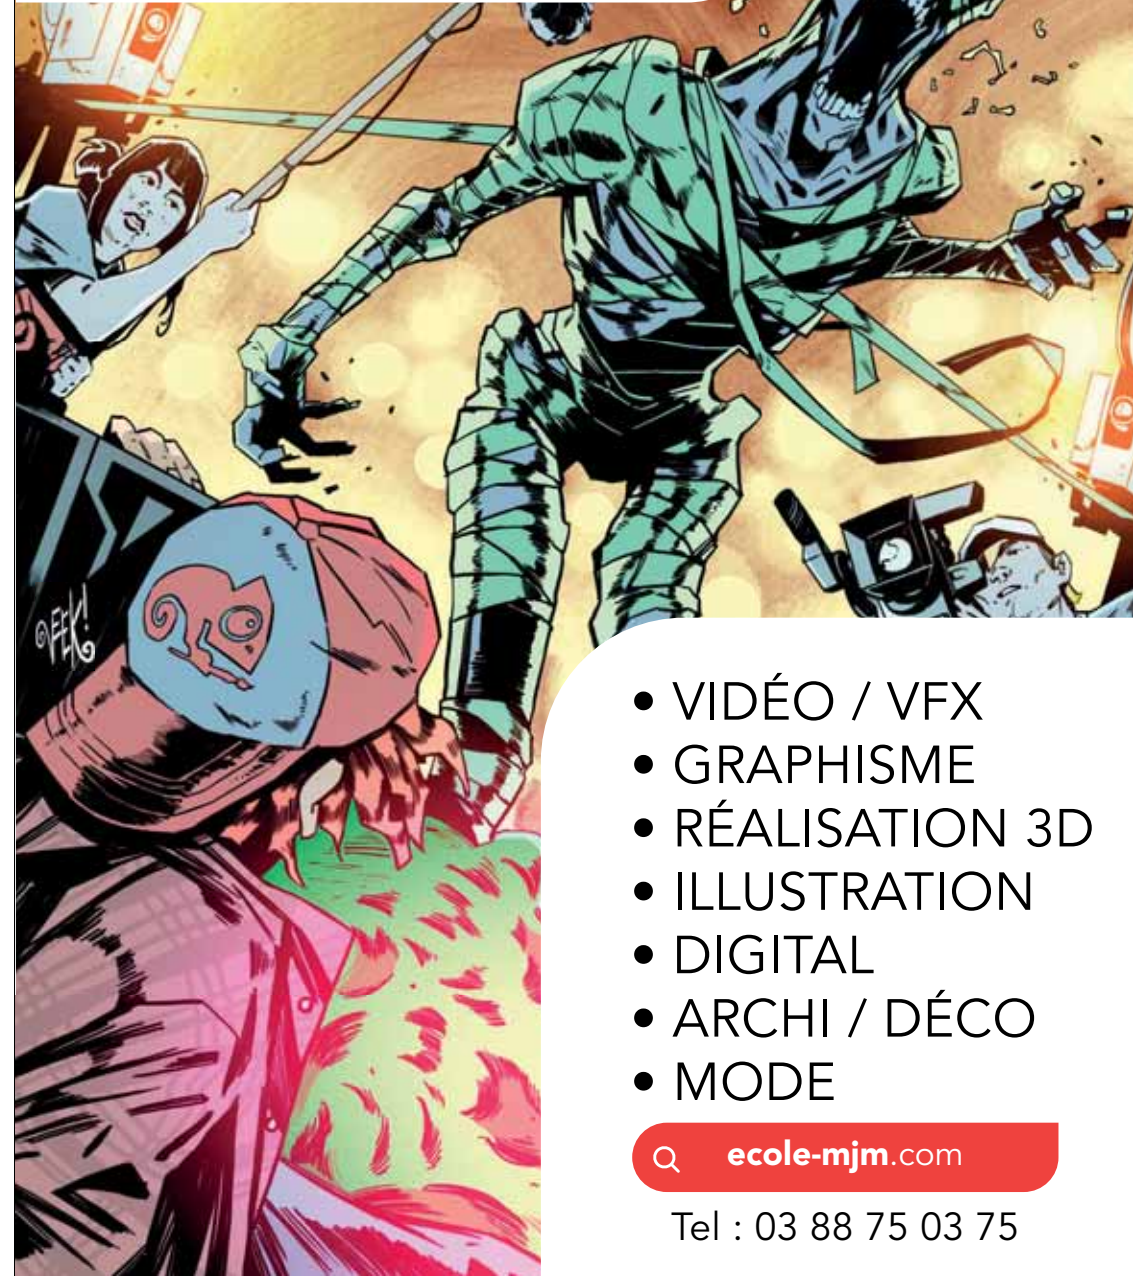 • VIDÉO / VFX
• GRAPHISME
• RÉALISATION 3D
• ILLUSTRATION
• DIGITAL
• ARCHI / DÉCO
• MODE
ecole-mjm.com
Tel : 03 88 75 03 75